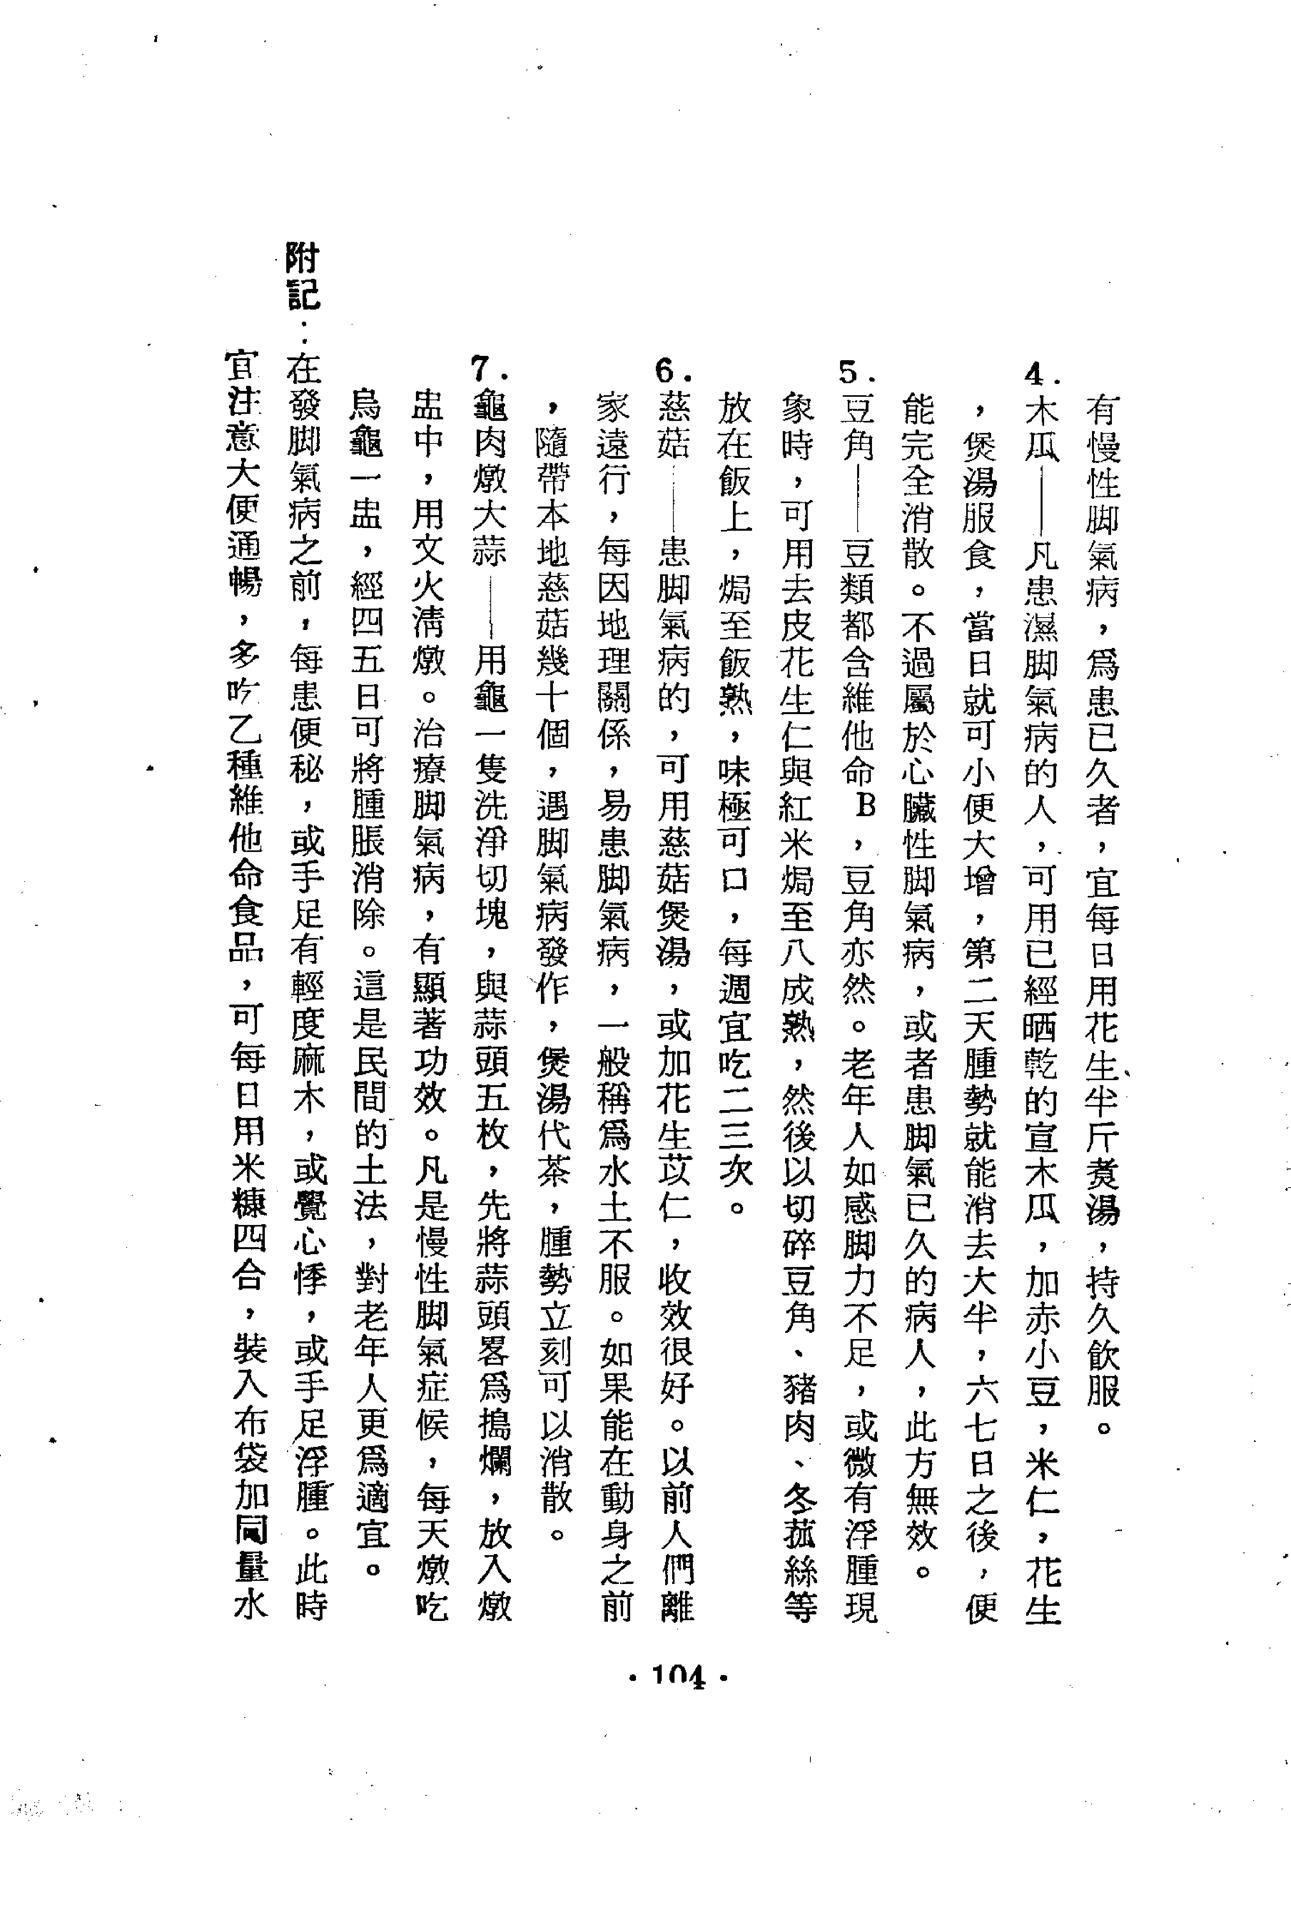 有慢性脚氣病，爲患已久者，宜每日用花生半斤煑湯，持久飲服。
4.木瓜——凡患濕脚氣病的人，可用已經晒乾的宣木瓜，加赤小豆，米仁，花生
，煲湯服食，當日就可小便大增，第二天腫勢就能消去大半，六七日之後，便
能完全消散。不過屬於心臟性脚氣病，或者患脚氣已久的病人，此方無效。
5.豆角——豆類都含維他命B，豆角亦然。老年人如感脚力不足，或微有浮腫現
象時，可用去皮花生仁與紅米焗至八成熟，然後以切碎豆角、豬肉、冬菰絲等
放在飯上，焗至飯熟，味極可口，每週宜吃二三次。
6.慈菇——患脚氣病的，可用慈菇煲湯，或加花生苡仁，收效很好。以前人們離
家遠行，每因地理關係，易患脚氣病，一般稱爲水土不服。如果能在動身之前
，隨帶本地慈菇幾十個，遇脚氣病發作，煲湯代茶，腫勢立刻可以消散。
7.龜肉燉大蒜——用龜一隻洗淨切塊，與蒜頭五枚，先將蒜頭畧爲搗爛，放入燉
盅中，用文火淸燉。治療脚氣病，有顯著功效。凡是慢性脚氣症候，每天燉吃
烏龜一盅，經四五日可將腫脹消除。這是民間的土法，對老年人更爲適宜。
附記：在發脚氣病之前，每患便秘，或手足有輕度麻木，或覺心悸，或手足浮腫。此時
宜注意大便通暢，多吃乙種維他命食品，可每日用米糠四合，裝入布袋加同量水
·104·